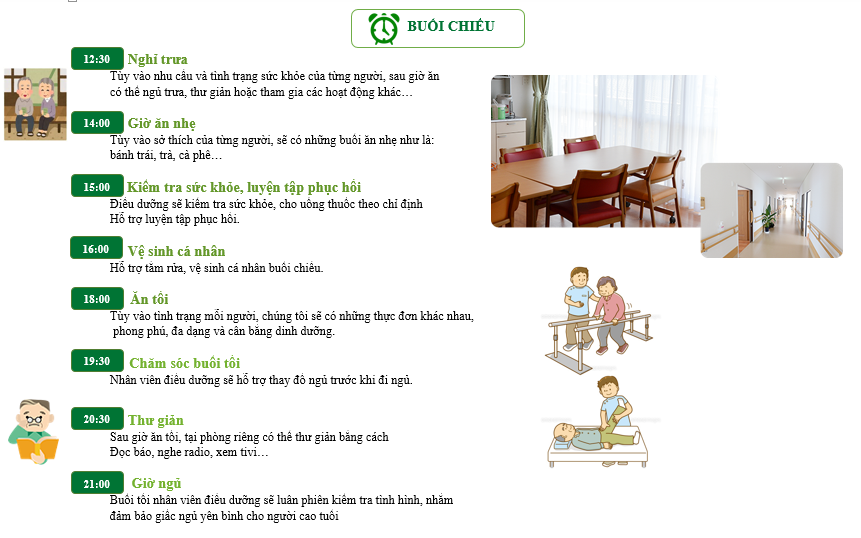 BUỔI CHIỀU
12:30 Nghỉ trưa
Tùy vào nhu cầu và tình trạng sức khỏe của từng người, sau giờ ăn
có thể ngủ trưa, thư giản hoặc tham gia các hoạt động khác…
14:00 Giờ ăn nhẹ
Tùy vào sở thích của từng người, sẽ có những buổi ăn nhẹ như là:
bánh trái, trà, cà phê…
15:00 Kiểm tra sức khỏe, luyện tập phục hồi
Điều dưỡng sẽ kiểm tra sức khỏe, cho uống thuốc theo chỉ định
Hỗ trợ luyện tập phục hồi.
16:00 Vệ sinh cá nhân
Hỗ trợ tắm rửa, vệ sinh cá nhân buổi chiều.
18:00 Ăn tối
Tùy vào tình trạng mỗi người, chúng tôi sẽ có những thực đơn khác nhau,
phong phú, đa dạng và cân bằng dinh dưỡng.
19:30 Chăm sóc buổi tối
Nhân viên điều dưỡng sẽ hỗ trợ thay đồ ngủ trước khi đi ngủ.
20:30 Thư giản
Sau giờ ăn tối, tại phòng riêng có thể thư giản bằng cách
Đọc báo, nghe radio, xem tivi…
21:00 Giờ ngủ
Buổi tối nhân viên điều dưỡng sẽ luân phiên kiểm tra tình hình, nhằm
đảm bảo giấc ngủ yên bình cho người cao tuổi